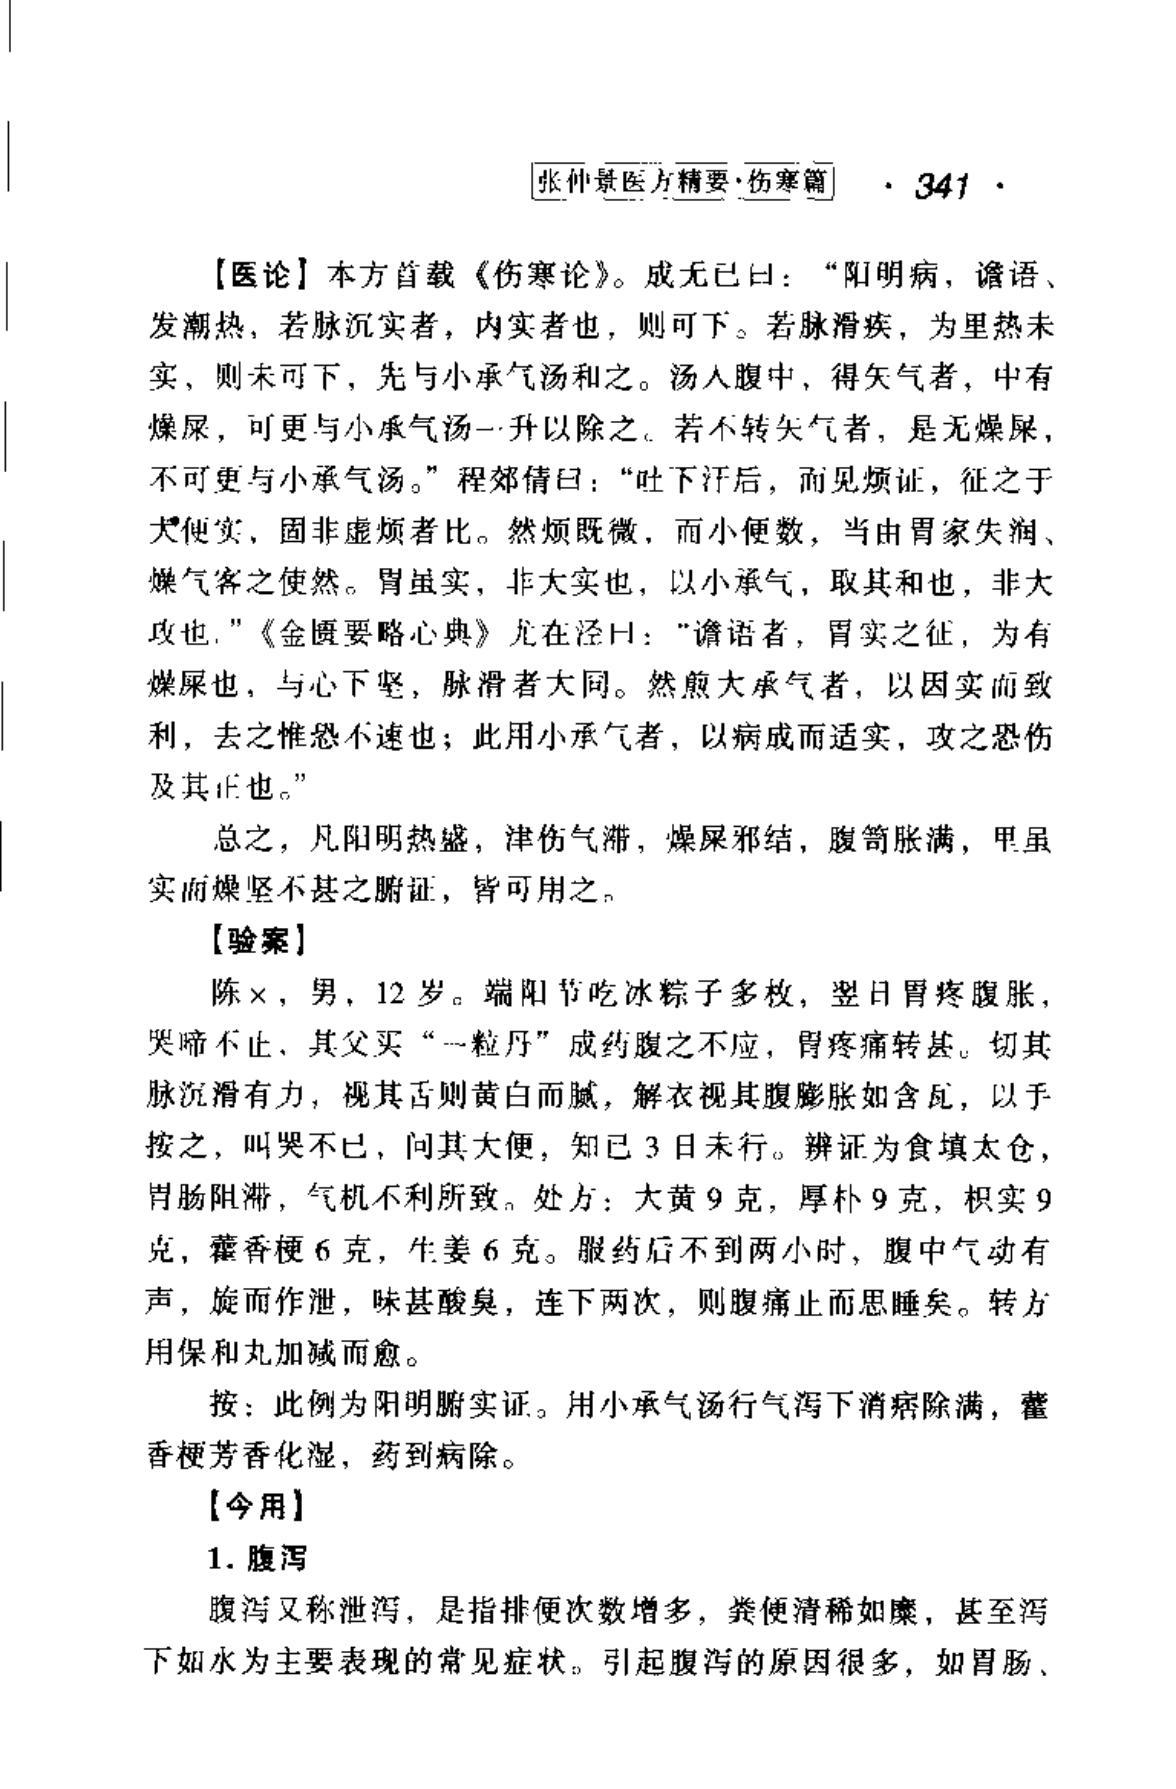 张仲景医方精要·伤寒篇 · 341 ·
【医论】本方首载《伤寒论》。成无已曰：“阳明病，谵语、
发潮热，若脉沉实者，内实者也，则可下。若脉滑疾，为里热未
实，则未可下，先与小承气汤和之。汤人腹中，得矢气者，中有
燥屎，可更与小承气汤一升以除之。若不转矢气者，是无燥屎，
不可更与小承气汤。”程郊倩曰：“吐下汗后，而见烦证，征之于
大便实，固非虚烦者比。然烦既微，而小便数，当由胃家失润、
燥气客之使然。胃虽实，非大实也，以小承气，取其和也，非大
攻也。”《金匮要略心典》尤在泾曰：“谵语者，胃实之征，为有
燥屎也，与心下坚，脉滑者大同。然煎大承气者，以因实而致
利，去之惟恐不速也；此用小承气者，以病成而适实，攻之恐伤
及其正也。”
总之，凡阳明热盛，津伤气滞，燥屎邪结，腹笥胀满，里虽
实而燥坚不甚之腑证，皆可用之。
【验案】
陈×，男，12岁。端阳节吃冰粽子多枚，翌日胃疼腹胀，
哭啼不止、其父买“一粒丹”成药腹之不应，胃疼痛转甚。切其
脉沉滑有力，视其舌则黄白而腻，解衣视其腹膨胀如含瓦，以手
按之，叫哭不已，问其大便，知已3日未行。辨证为食填太仓，
胃肠阻滞，气机不利所致。处方：大黄9克，厚朴9克，枳实9
克，藿香梗6克，生姜6克。服药后不到两小时，腹中气动有
声，旋而作泄，味甚酸臭，连下两次，则腹痛止而思睡矣。转方
用保和丸加减而愈。
按：此例为阳明腑实证。用小承气汤行气泻下消痞除满，藿
香梗芳香化湿，药到病除。
【今用】
1. 腹泻
腹泻又称泄泻，是指排便次数增多，粪便清稀如糜，甚至泻
下如水为主要表现的常见症状。引起腹泻的原因很多，如胃肠、